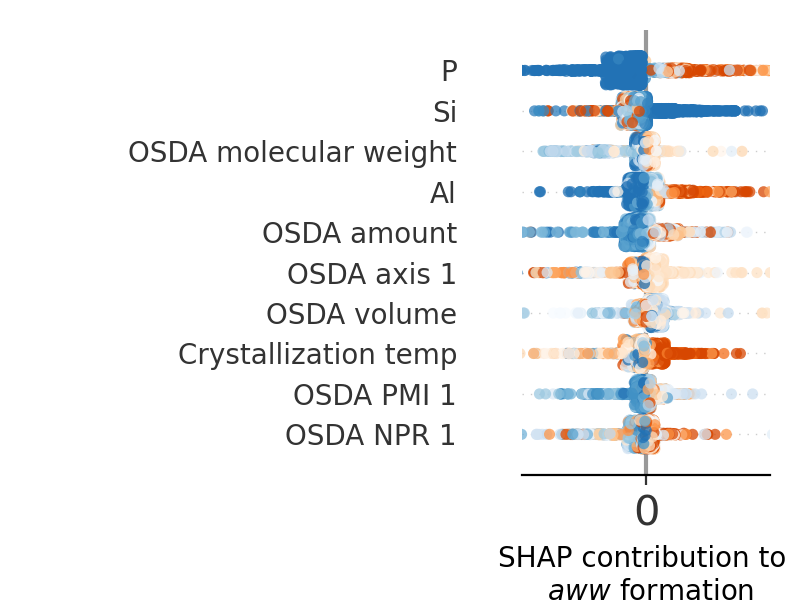 P
Si
OSDA molecular weight
Al
OSDA amount
OSDA axis 1
OSDA volume
Crystallization temp
OSDA PMI 1
OSDA NPR 1
0
SHAP contribution to
aww formation